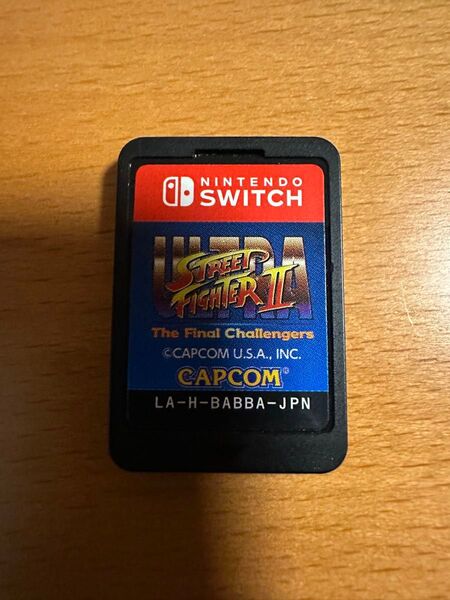 NINTENDO
SWITCH
ULTRA
STREET
FIGHTER II
The Final Challengers
©CAPCOM U.S.A., INC.
CAPCOM®
LA-H-BABBA-JPN